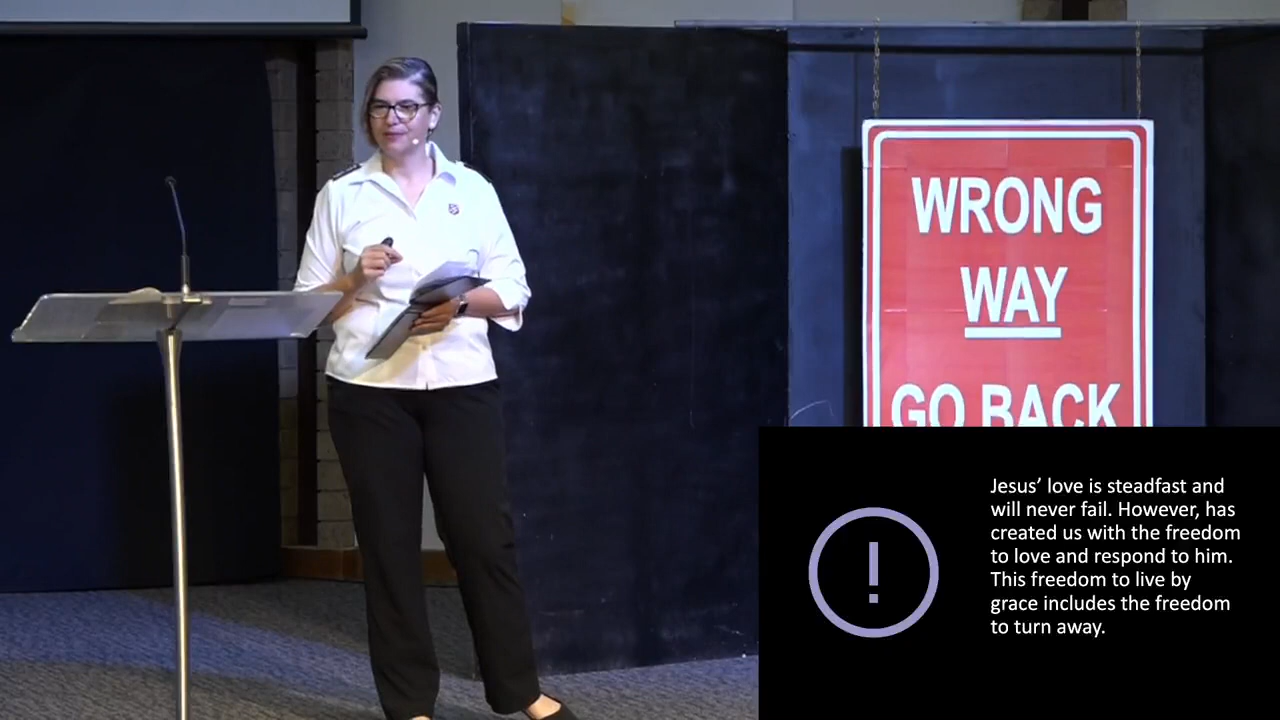 WRONG
WAY
GO BACK
Jesus’ love is steadfast and
will never fail. However, has
created us with the freedom
to love and respond to him.
This freedom to live by
grace includes the freedom
to turn away.